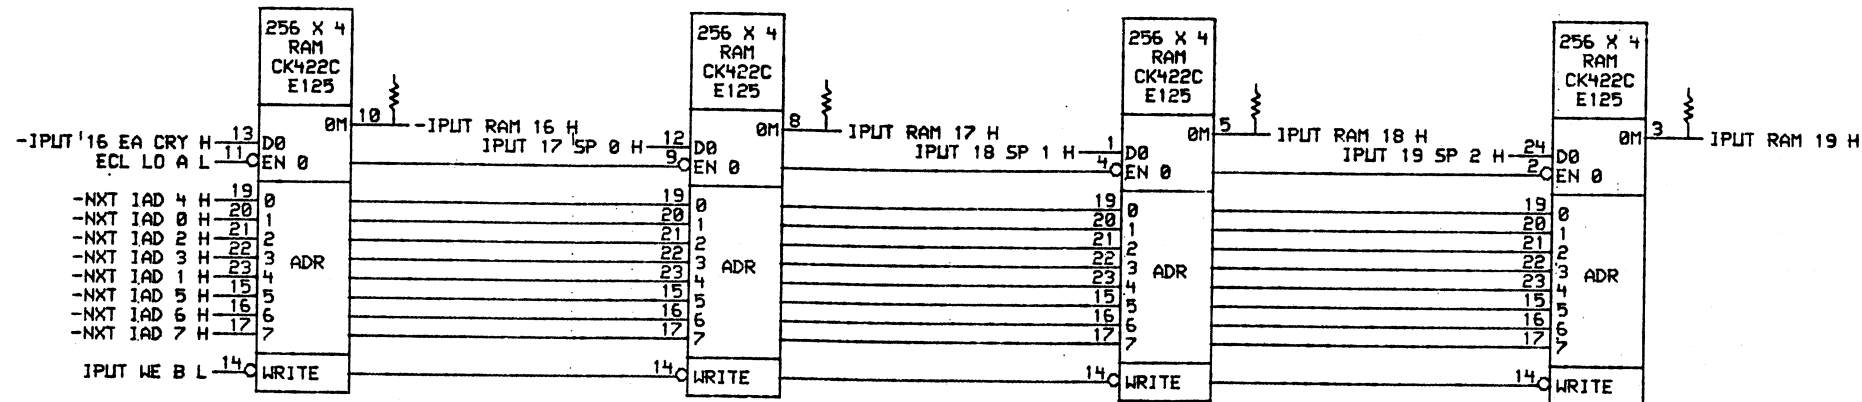 256 X 4
RAM
CK422C
E125
0M
10
-IPUT RAM 16 H
-IPUT 16 EA CRY H
13
D0
ECL LO A L
11
EN 0
-NXT IAD 4 H
19
0
-NXT IAD 0 H
20
1
-NXT IAD 2 H
21
2
-NXT IAD 3 H
22
3
-NXT IAD 1 H
23
4
-NXT IAD 5 H
15
5
-NXT IAD 6 H
16
6
-NXT IAD 7 H
17
7
ADR
IPUT WE B L
14
WRITE
256 X 4
RAM
CK422C
E125
0M
8
IPUT RAM 17 H
IPUT 17 SP 0 H
12
D0
9
EN 0
19
0
20
1
21
2
22
3
23
4
15
5
16
6
17
7
ADR
14
WRITE
256 X 4
RAM
CK422C
E125
0M
5
IPUT RAM 18 H
IPUT 18 SP 1 H
1
D0
4
EN 0
19
0
20
1
21
2
22
3
23
4
15
5
16
6
17
7
ADR
14
WRITE
256 X 4
RAM
CK422C
E125
0M
3
IPUT RAM 19 H
IPUT 19 SP 2 H
24
D0
2
EN 0
19
0
20
1
21
2
22
3
23
4
15
5
16
6
17
7
ADR
14
WRITE